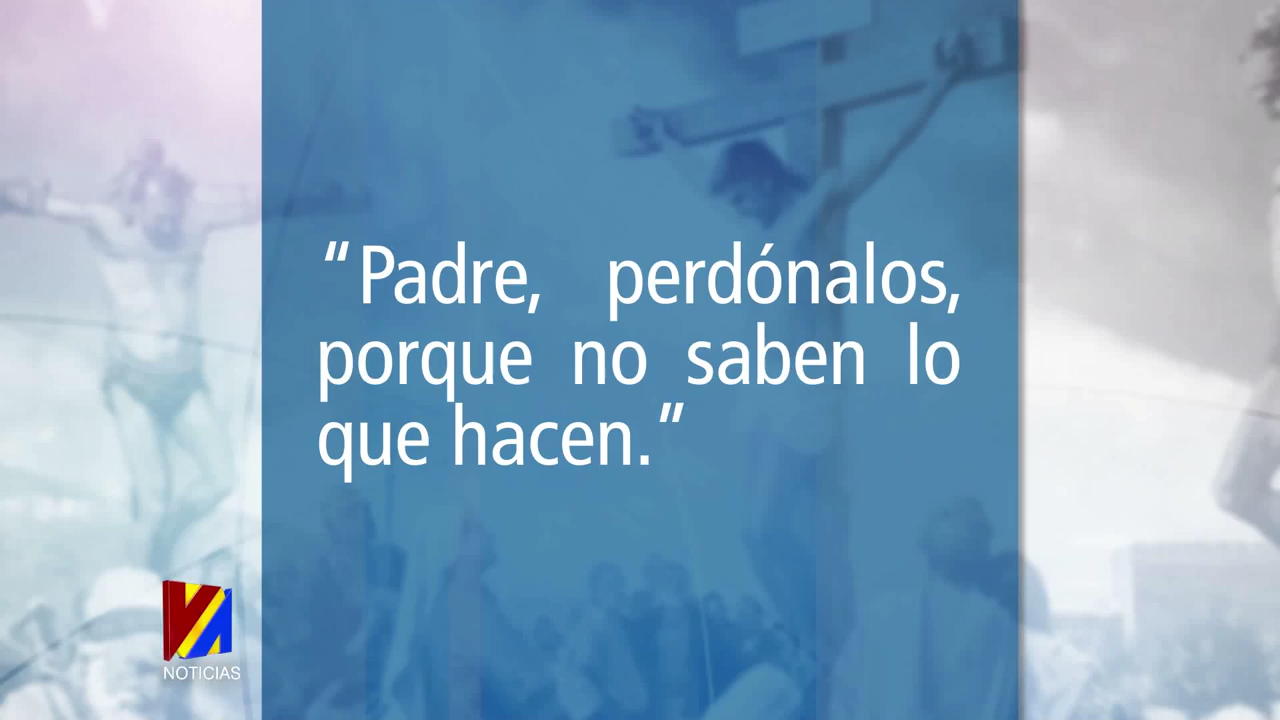 “Padre, perdónalos,
porque no saben lo
que hacen.”
NOTICIAS